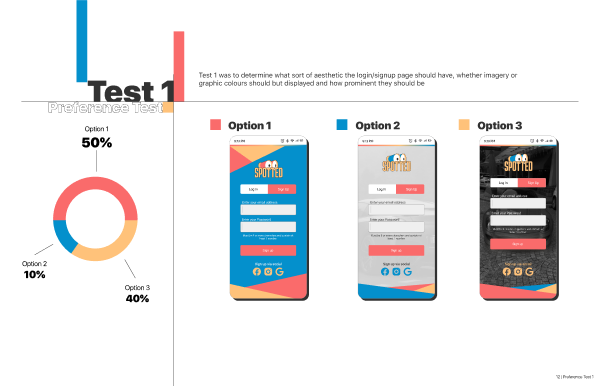 Test 1
Preference Test
Test 1 was to determine what sort of aesthetic the login/signup page should have, whether imagery or
graphic colours should but displayed and how prominent they should be
Option 1
50%
Option 2
10%
Option 3
40%
Option 1
SPOTTED
Log In
Sign Up
Enter your email address
Enter your Password
Sign up
Sign up via social
Option 2
SPOTTED
Log In
Sign Up
Enter your email address
Enter your Password
Sign up
Sign up via social
Option 3
SPOTTED
Log In
Sign Up
Enter your email address
Enter your Password
Sign up
Sign up via social
12 | Preference Test 1